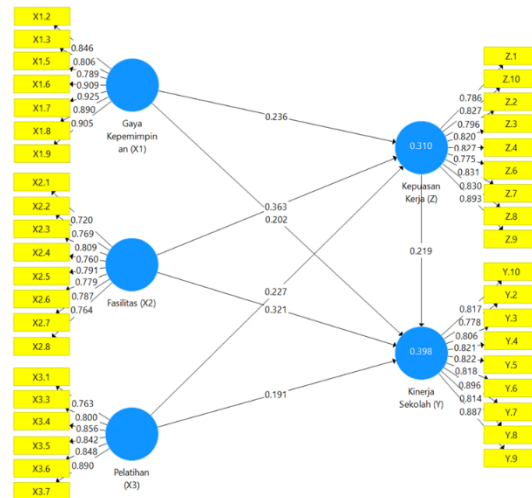 X1.2
X1.3
X1.5
X1.6
X1.7
X1.8
X1.9
0.846
0.806
0.789
0.909
0.925
0.890
0.905
Gaya
Kepemimpin
an (X1)
X2.1
X2.2
X2.3
X2.4
X2.5
X2.6
X2.7
X2.8
0.720
0.769
0.809
0.760
0.791
0.779
0.787
0.764
Fasilitas (X2)
X3.1
X3.3
X3.4
X3.5
X3.6
X3.7
0.763
0.800
0.856
0.842
0.848
0.890
Pelatihan
(X3)
0.236
0.363
0.202
0.227
0.321
0.191
0.219
0.310
Kepuasan
Kerja (Z)
0.786
0.827
0.796
0.820
0.827
0.775
0.831
0.830
0.893
Z.1
Z.10
Z.2
Z.3
Z.4
Z.6
Z.7
Z.8
Z.9
0.398
Kinerja
Sekolah (Y)
0.817
0.778
0.806
0.821
0.822
0.818
0.896
0.814
0.887
Y.10
Y.2
Y.3
Y.4
Y.5
Y.6
Y.7
Y.8
Y.9